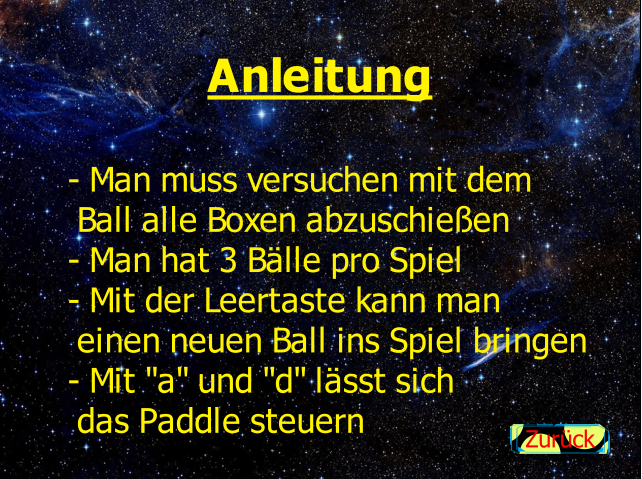 Anleitung
- Man muss versuchen mit dem
Ball alle Boxen abzuschießen
- Man hat 3 Bälle pro Spiel
- Mit der Leertaste kann man
einen neuen Ball ins Spiel bringen
- Mit "a" und "d" lässt sich
das Paddle steuern
Zurück